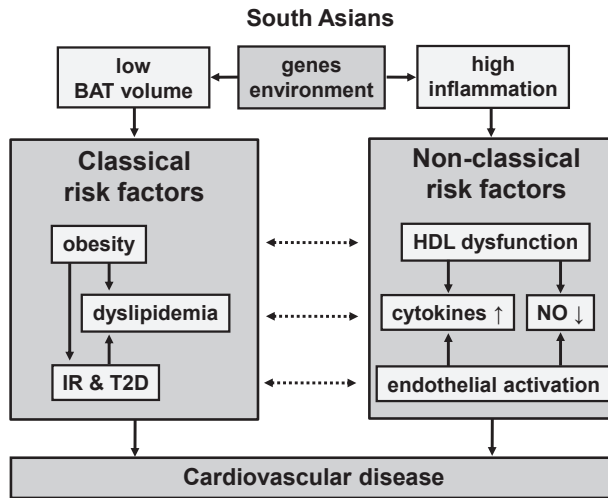 South Asians
low
BAT volume
genes
environment
high
inflammation
Classical
risk factors
obesity
dyslipidemia
IR & T2D
Non-classical
risk factors
HDL dysfunction
cytokines ↑
NO ↓
endothelial activation
Cardiovascular disease